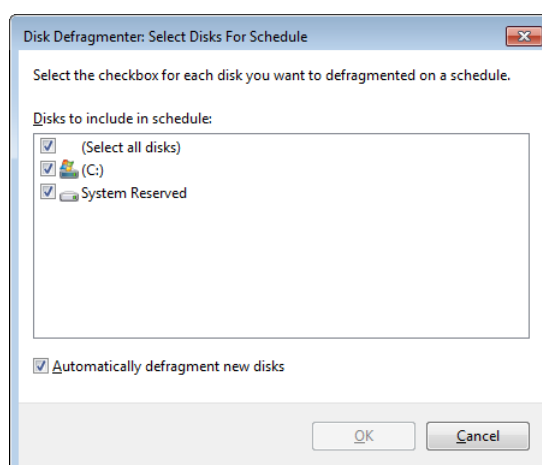 Disk Defragmenter: Select Disks For Schedule
Select the checkbox for each disk you want to defragmented on a schedule.
Disks to include in schedule:
(Select all disks)
(C:)
System Reserved
Automatically defragment new disks
OK Cancel